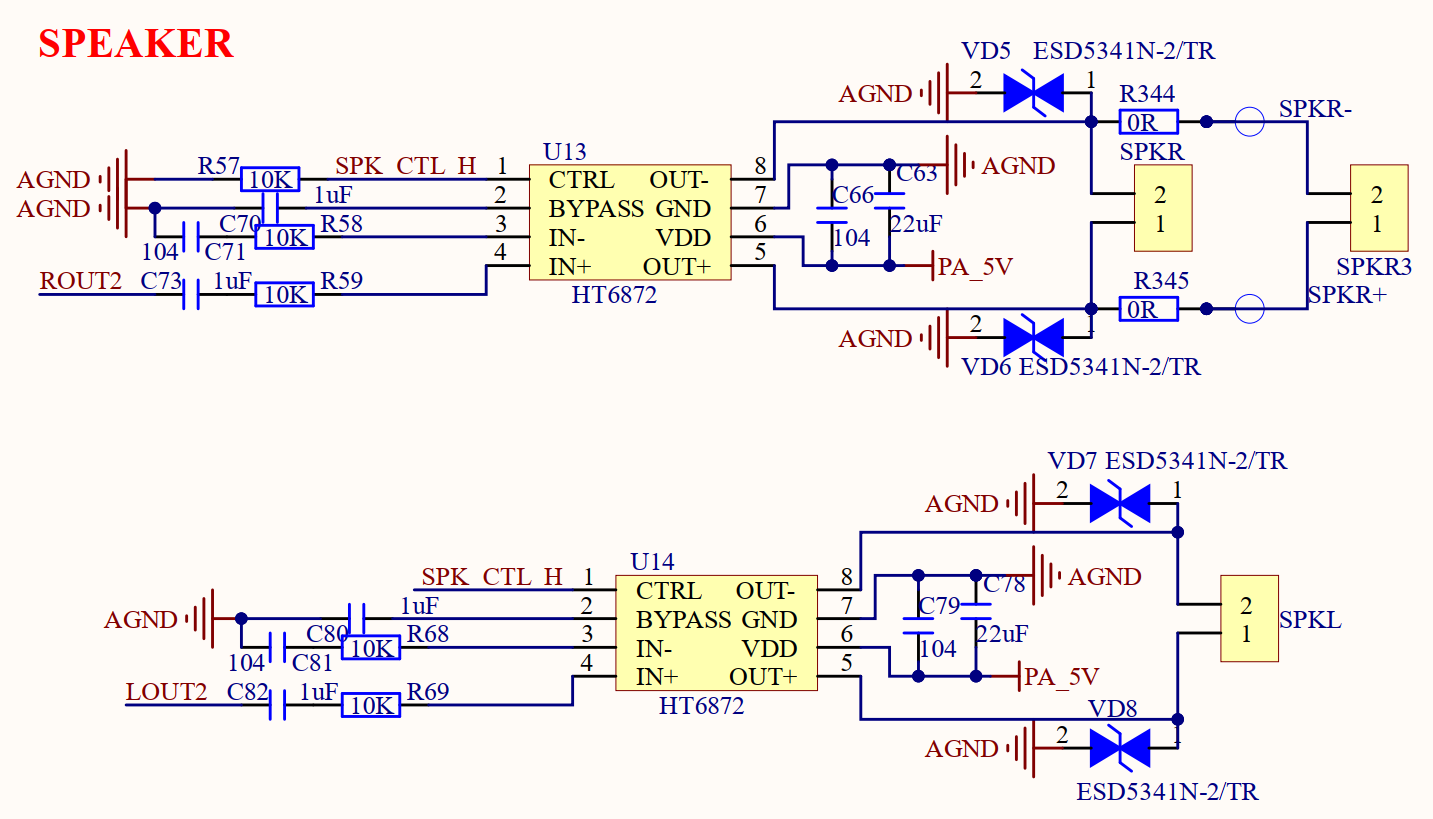 SPEAKER
VD5 ESD5341N-2/TR
AGND 2 1
R344
0R
SPKR-
SPKR
U13
AGND R57 10K SPK_CTL_H 1 CTRL OUT- 8
AGND
C63
AGND C70 1uF 2 BYPASS GND 7
C66
104 C71 10K R58 3 IN- VDD 6
104
22uF
2
1
2
1
ROUT2 C73 1uF 10K R59 4 IN+ OUT+ 5
PA_5V
HT6872
SPKR3
R345
0R
SPKR+
AGND 2 1
VD6 ESD5341N-2/TR
VD7 ESD5341N-2/TR
AGND 2 1
U14
SPK_CTL_H 1 CTRL OUT- 8
AGND
C78
AGND C80 1uF 2 BYPASS GND 7
C79
104 C81 10K R68 3 IN- VDD 6
104
22uF
2
1
SPKL
LOUT2 C82 1uF 10K R69 4 IN+ OUT+ 5
PA_5V
HT6872
VD8
AGND 2 1
ESD5341N-2/TR